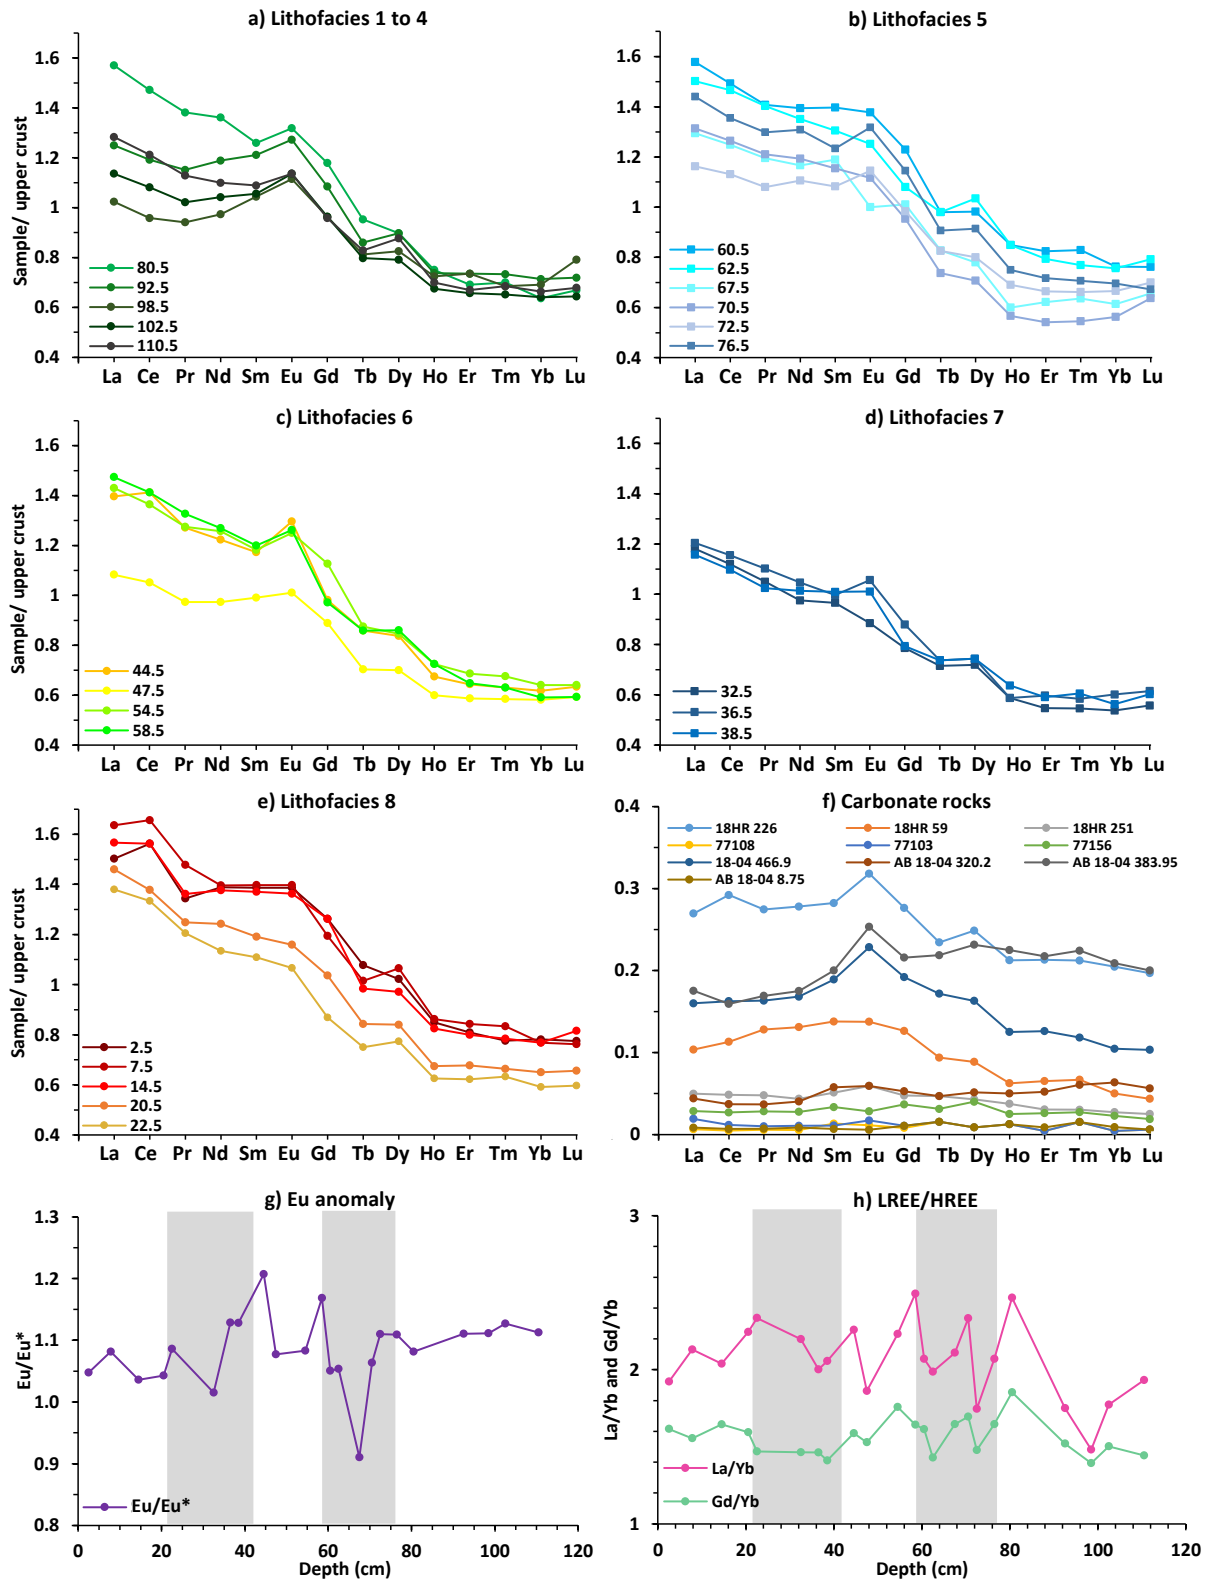 a) Lithofacies 1 to 4
Sample/ upper crust
1.6
1.4
1.2
1
0.8
0.6
0.4
80.5
92.5
98.5
102.5
110.5
La Ce Pr Nd Sm Eu Gd Tb Dy Ho Er Tm Yb Lu
b) Lithofacies 5
1.6
1.4
1.2
1
0.8
0.6
0.4
60.5
62.5
67.5
70.5
72.5
76.5
La Ce Pr Nd Sm Eu Gd Tb Dy Ho Er Tm Yb Lu
c) Lithofacies 6
Sample/ upper crust
1.6
1.4
1.2
1
0.8
0.6
0.4
44.5
47.5
54.5
58.5
La Ce Pr Nd Sm Eu Gd Tb Dy Ho Er Tm Yb Lu
d) Lithofacies 7
1.6
1.4
1.2
1
0.8
0.6
0.4
32.5
36.5
38.5
La Ce Pr Nd Sm Eu Gd Tb Dy Ho Er Tm Yb Lu
e) Lithofacies 8
Sample/ upper crust
1.6
1.4
1.2
1
0.8
0.6
0.4
2.5
7.5
14.5
20.5
22.5
La Ce Pr Nd Sm Eu Gd Tb Dy Ho Er Tm Yb Lu
f) Carbonate rocks
0.4
0.3
0.2
0.1
0
18HR 226 18HR 59 18HR 251
77108 77103 77156
18-04 466.9 AB 18-04 320.2 AB 18-04 383.95
AB 18-04 8.75
La Ce Pr Nd Sm Eu Gd Tb Dy Ho Er Tm Yb Lu
g) Eu anomaly
Eu/Eu*
1.3
1.2
1.1
1.0
0.9
0.8
Eu/Eu*
0 20 40 60 80 100 120
Depth (cm)
h) LREE/HREE
La/Yb and Gd/Yb
3
2
1
La/Yb
Gd/Yb
0 20 40 60 80 100 120
Depth (cm)